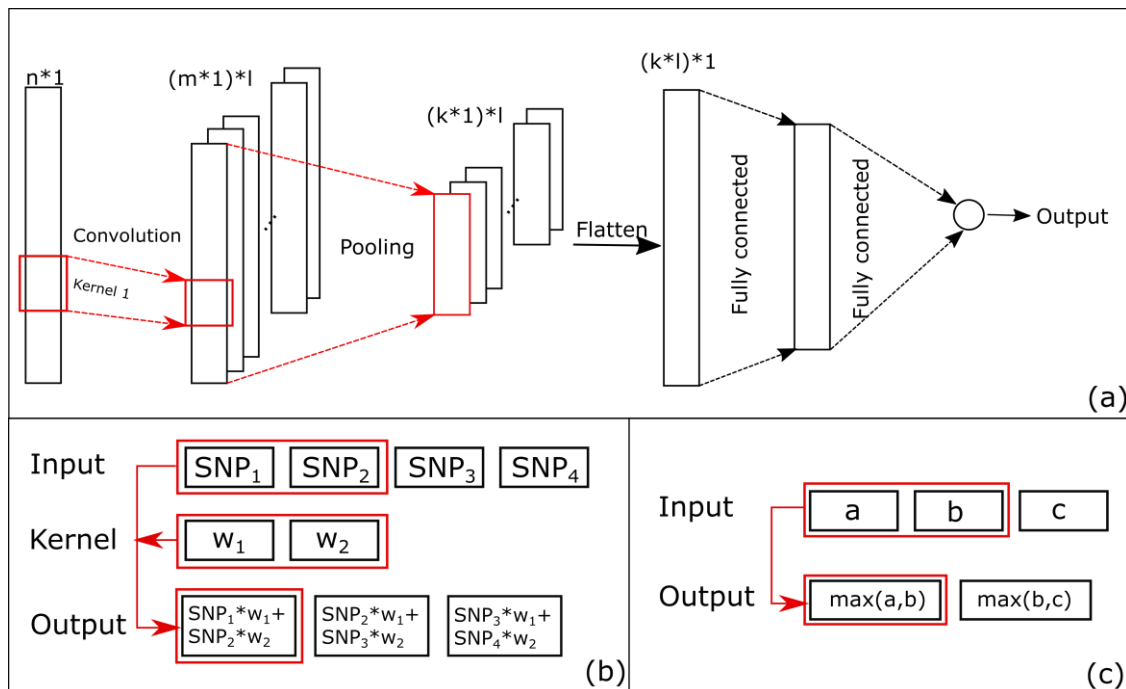 n*1
(m*1)*l
(k*1)*l
(k*l)*1
Convolution
Kernel 1
Pooling
Flatten
Fully connected
Fully connected
Output
(a)
Input
SNP₁ SNP₂ SNP₃ SNP₄
Kernel
w₁ w₂
Output
SNP₁*w₁+
SNP₂*w₂
SNP₂*w₁+
SNP₃*w₂
SNP₃*w₁+
SNP₄*w₂
(b)
Input
a b c
Output
max(a,b) max(b,c)
(c)